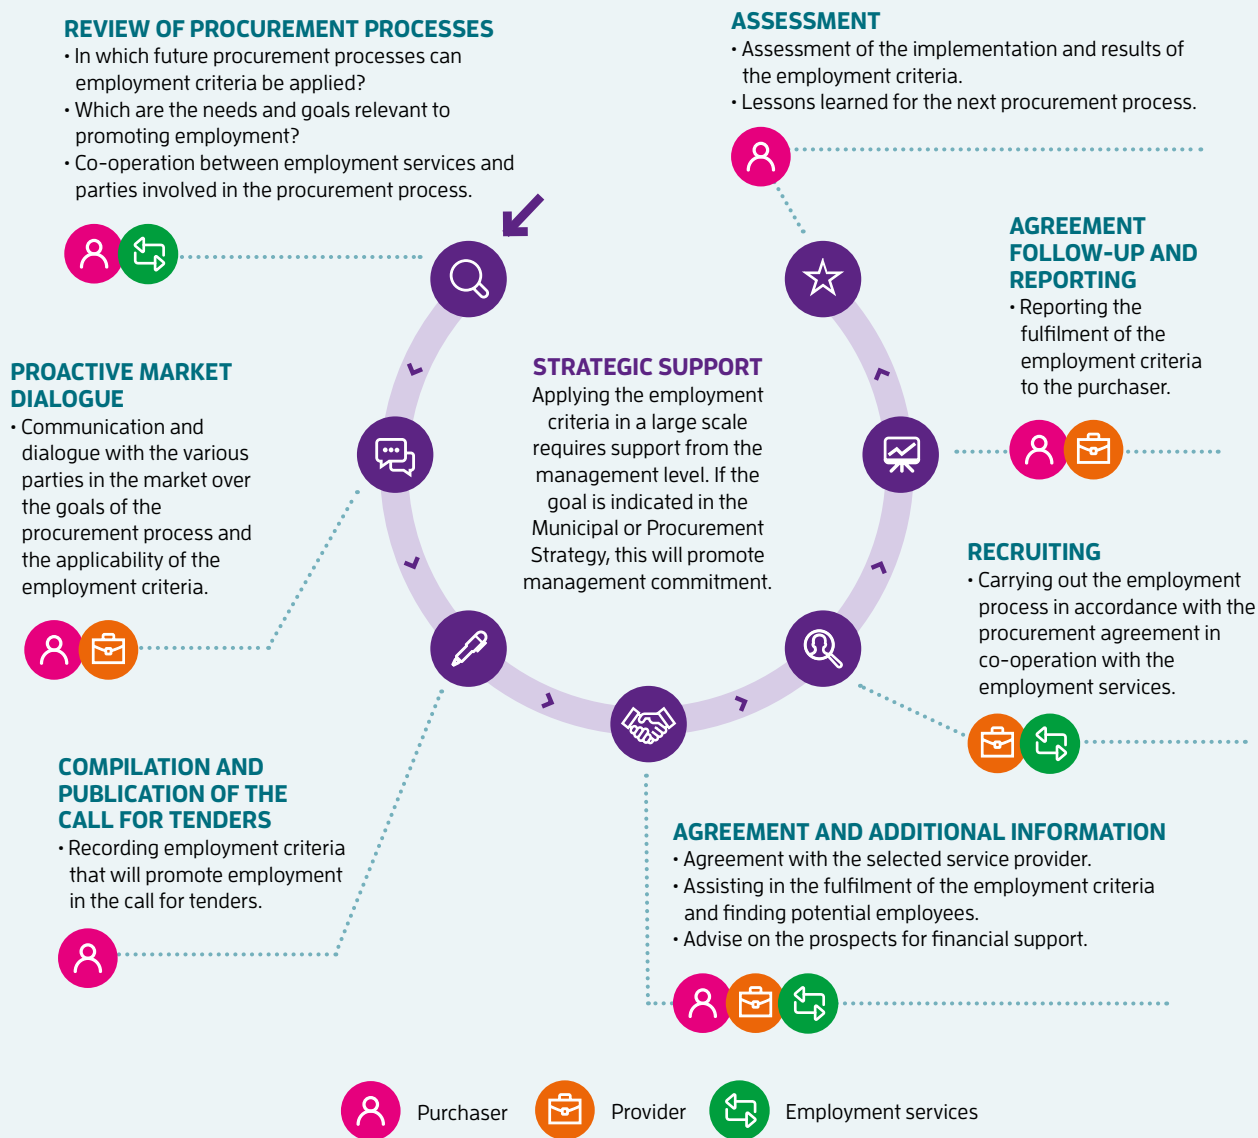 REVIEW OF PROCUREMENT PROCESSES
• In which future procurement processes can
employment criteria be applied?
• Which are the needs and goals relevant to
promoting employment?
• Co-operation between employment services and
parties involved in the procurement process.
PROACTIVE MARKET
DIALOGUE
• Communication and
dialogue with the various
parties in the market over
the goals of the
procurement process and
the applicability of the
employment criteria.
COMPILATION AND
PUBLICATION OF THE
CALL FOR TENDERS
• Recording employment criteria
that will promote employment
in the call for tenders.
STRATEGIC SUPPORT
Applying the employment
criteria in a large scale
requires support from the
management level. If the
goal is indicated in the
Municipal or Procurement
Strategy, this will promote
management commitment.
AGREEMENT AND ADDITIONAL INFORMATION
• Agreement with the selected service provider.
• Assisting in the fulfilment of the employment criteria
and finding potential employees.
• Advise on the prospects for financial support.
RECRUITING
• Carrying out the employment
process in accordance with the
procurement agreement in
co-operation with the
employment services.
AGREEMENT
FOLLOW-UP AND
REPORTING
• Reporting the
fulfilment of the
employment criteria
to the purchaser.
ASSESSMENT
• Assessment of the implementation and results of
the employment criteria.
• Lessons learned for the next procurement process.
Purchaser
Provider
Employment services